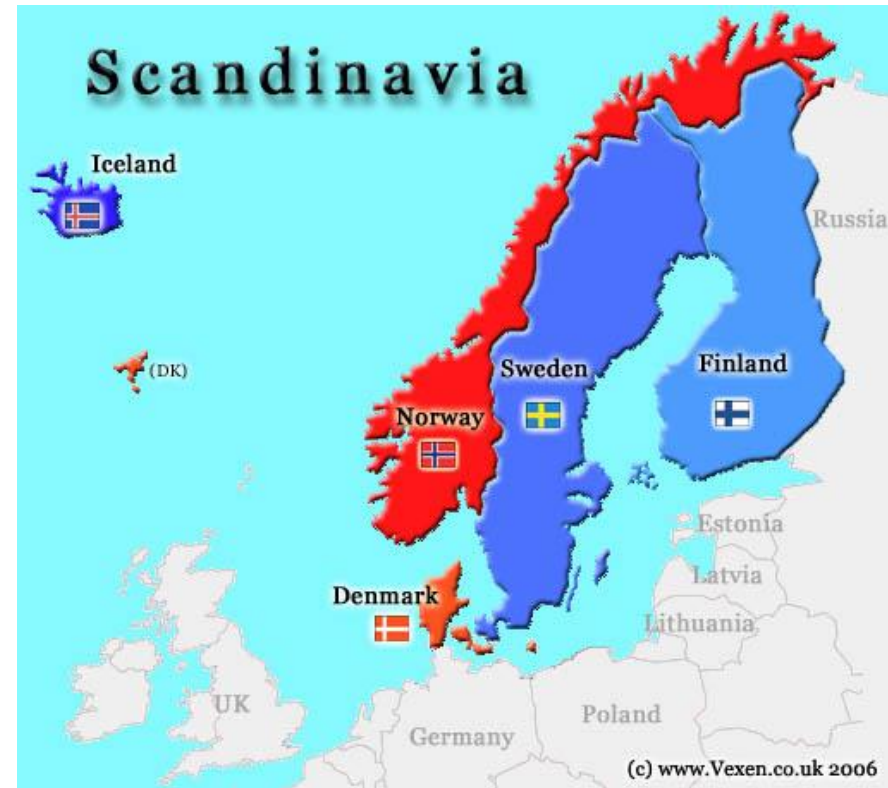 Scandinavia
Iceland
Russia
(DK)
Sweden
Finland
Norway
Estonia
Latvia
Denmark
Lithuania
UK
Poland
Germany
(c) www.Vexen.co.uk 2006